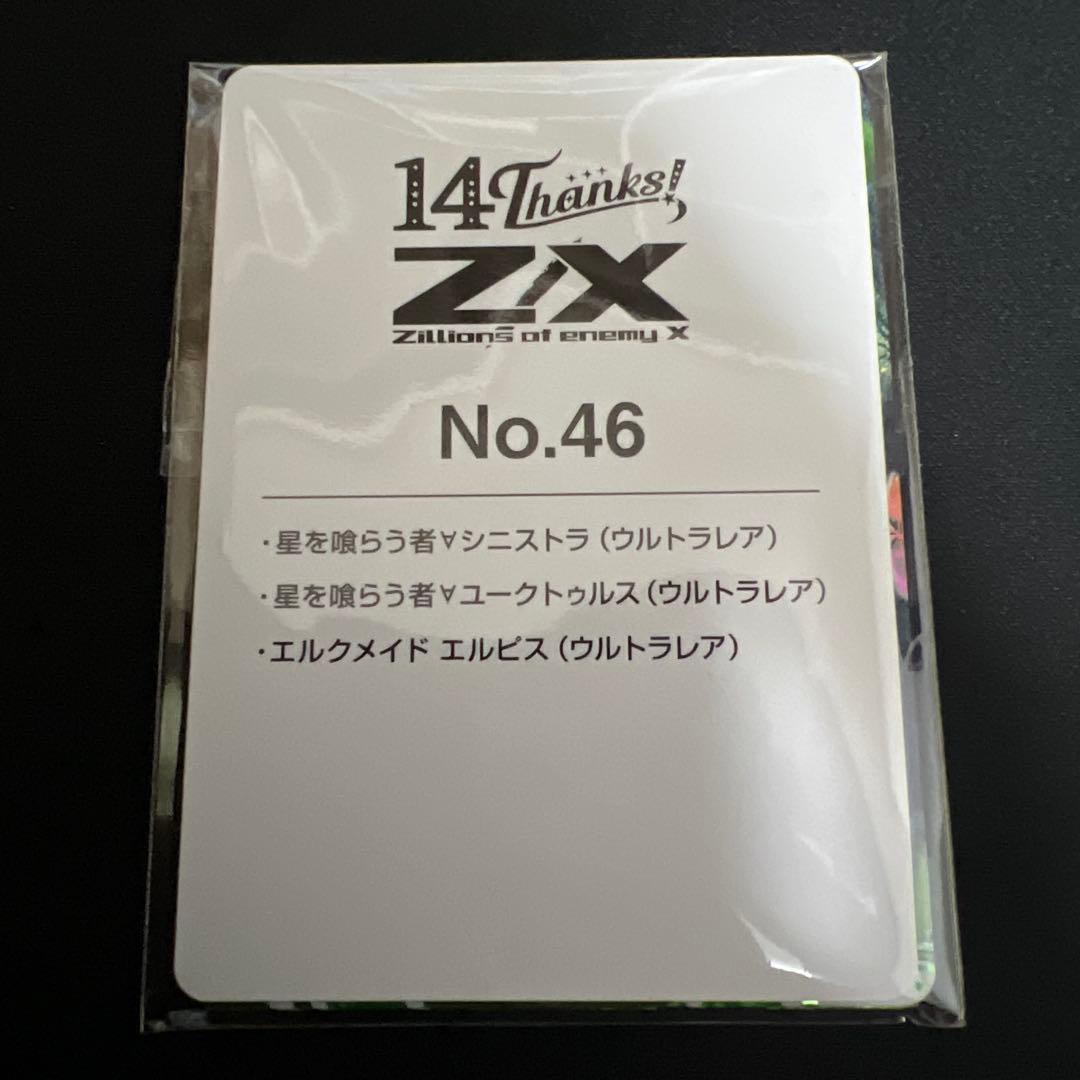 14Thanks!
Z/X
Zillions of enemy X
No.46
・星を喰らう者∀シニストラ（ウルトラレア）
・星を喰らう者∀ユークトゥルス（ウルトラレア）
・エルクメイド エルピス（ウルトラレア）